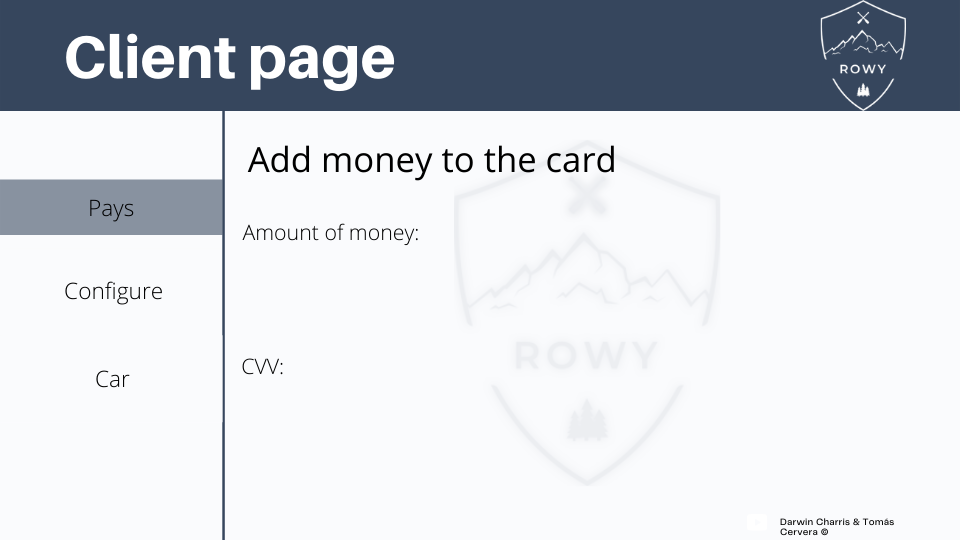 Client page
ROWY
Pays
Configure
Car
Add money to the card
Amount of money:
CVV:
ROWY
Darwin Charris & Tomás
Cervera ©